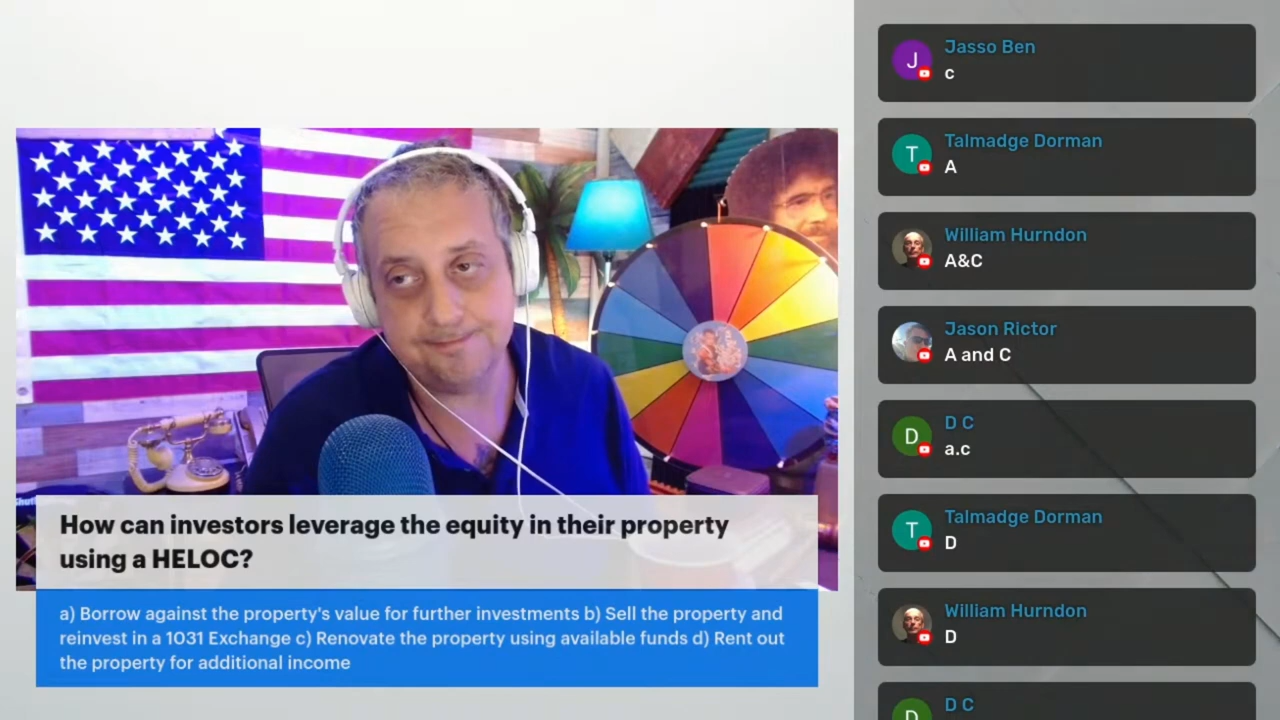 How can investors leverage the equity in their property
using a HELOC?
a) Borrow against the property's value for further investments b) Sell the property and
reinvest in a 1031 Exchange c) Renovate the property using available funds d) Rent out
the property for additional income
J
Jasso Ben
c
T
Talmadge Dorman
A
William Hurndon
A&C
Jason Rictor
A and C
D
D C
a.c
T
Talmadge Dorman
D
William Hurndon
D
D
D C